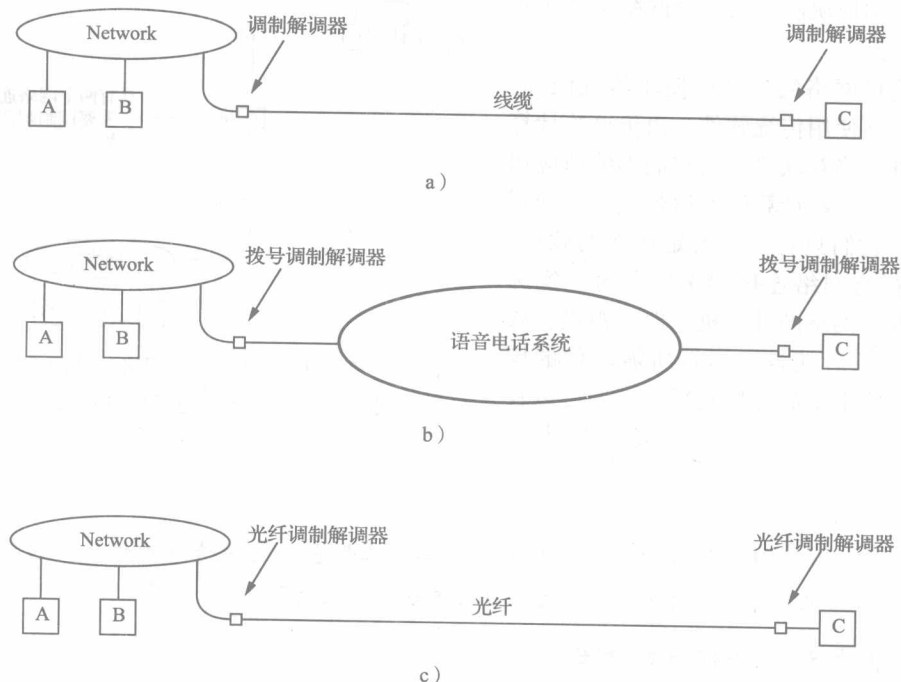 Network
调制解调器
调制解调器
A
B
线缆
C
a）
Network
拨号调制解调器
拨号调制解调器
A
B
语音电话系统
C
b）
Network
光纤调制解调器
光纤调制解调器
A
B
光纤
C
c）